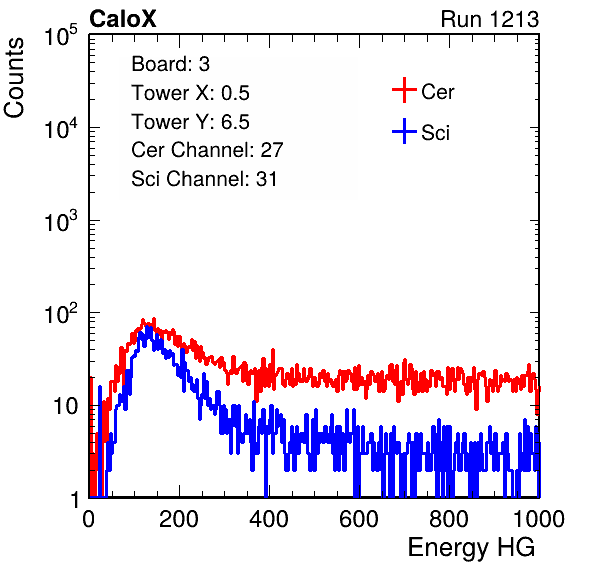 CaloX Run 1213
Counts
10^5
10^4
10^3
10^2
10
1
Board: 3
Tower X: 0.5
Tower Y: 6.5
Cer Channel: 27
Sci Channel: 31
Cer
Sci
0 200 400 600 800 1000
Energy HG